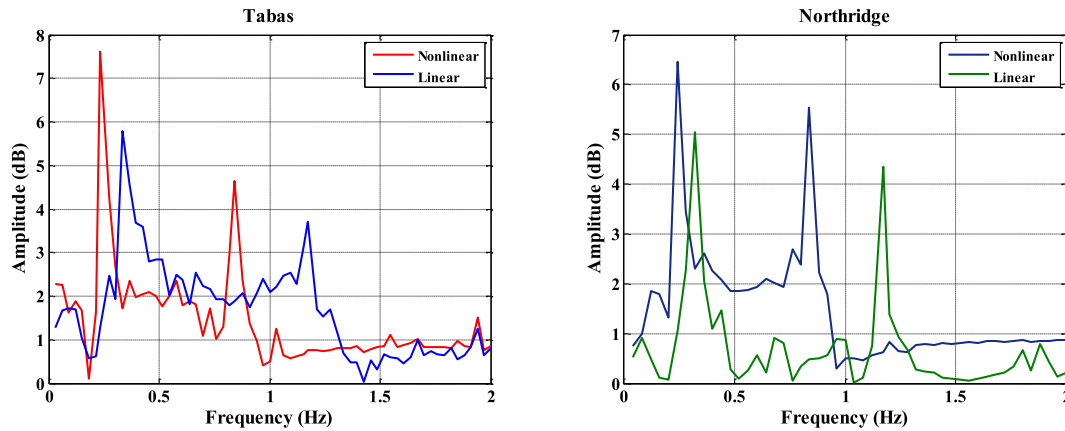 Tabas
8
7
6
5
4
3
2
1
0
Amplitude (dB)
0 0.5 1 1.5 2
Frequency (Hz)
Nonlinear
Linear
Northridge
7
6
5
4
3
2
1
0
Amplitude (dB)
0 0.5 1 1.5 2
Frequency (Hz)
Nonlinear
Linear